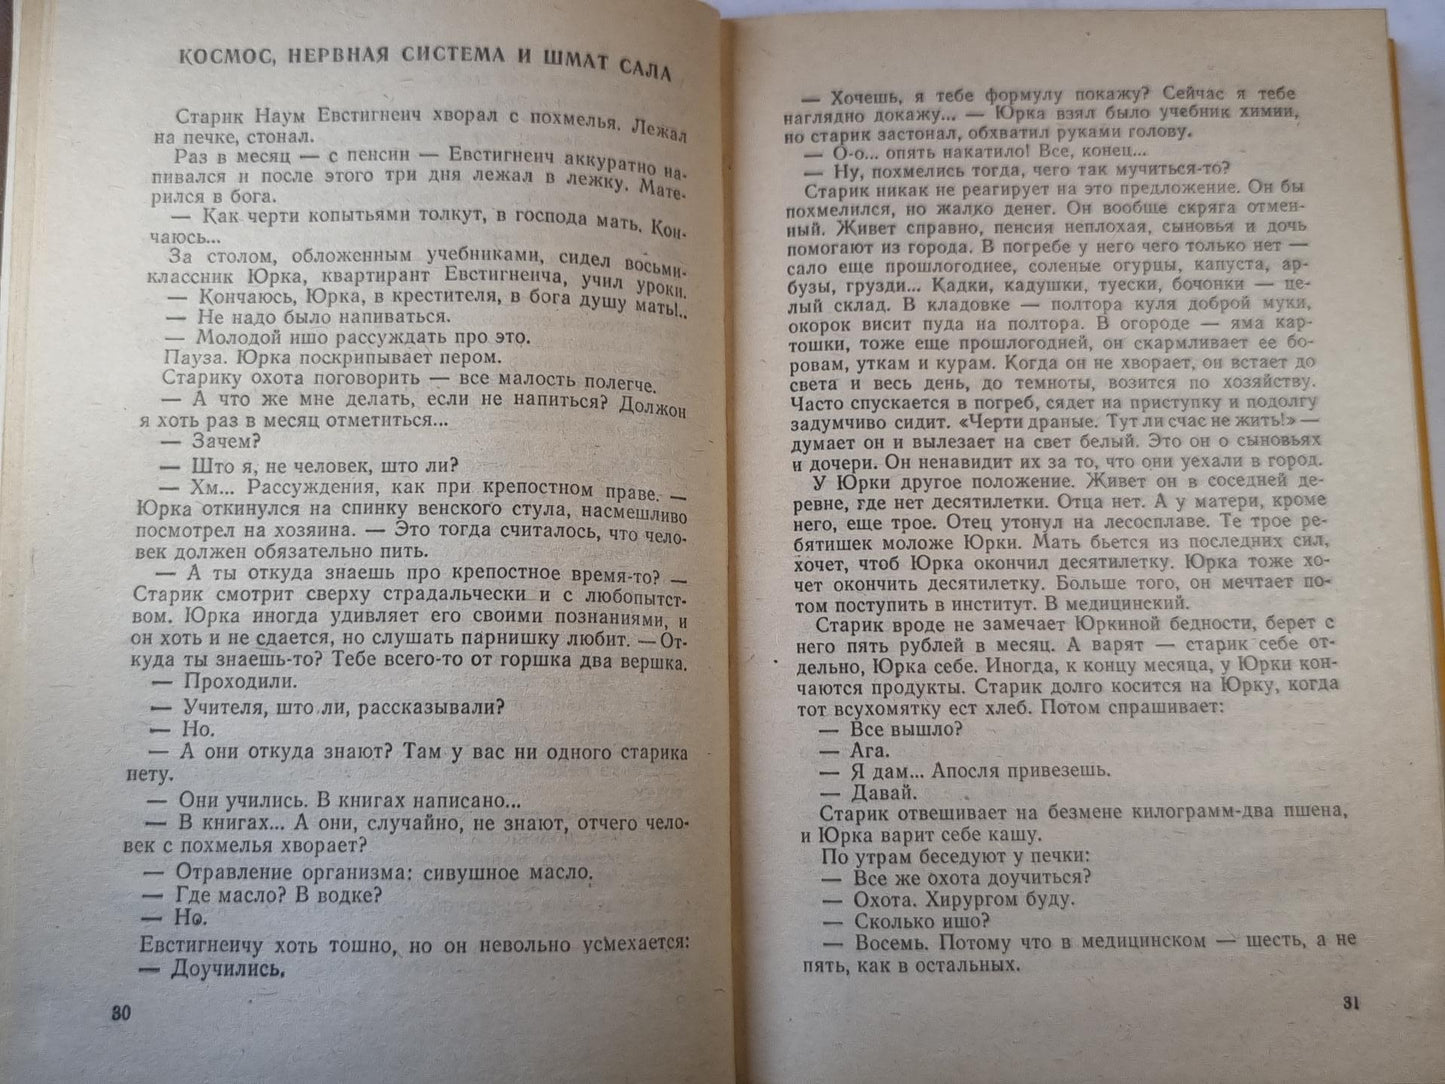 КОСМОС, НЕРВНАЯ СИСТЕМА И ШМАТ САЛА
Старик Наум Евстигнеич хворал с похмелья. Лежал
на печке, стонал.
Раз в месяц — с пенсии — Евстигнеич аккуратно на-
пивался и после этого три дня лежал в лежку. Мате-
рился в бога.
— Как черти копытьями толкут, в господа мать. Кон-
чаюсь...
За столом, обложенным учебниками, сидел восьми-
классник Юрка, квартирант Евстигнеича, учил уроки.
— Кончаюсь, Юрка, в крестителя, в бога душу мать!..
— Не надо было напиваться.
— Молодой ишо рассуждать про это.
Пауза. Юрка поскрипывает пером.
Старику охота поговорить — все малость полегче.
— А что же мне делать, если не напиться? Должон
я хоть раз в месяц отметиться...
— Зачем?
— Што я, не человек, што ли?
— Хм... Рассуждения, как при крепостном праве. —
Юрка откинулся на спинку венского стула, насмешливо
посмотрел на хозяина. — Это тогда считалось, что чело-
век должен обязательно пить.
— А ты откуда знаешь про крепостное время-то? —
Старик смотрит сверху страдальчески и с любопытст-
вом. Юрка иногда удивляет его своими познаниями, и
он хоть и не сдается, но слушать парнишку любит. — От-
куда ты знаешь-то? Тебе всего-то от горшка два вершка.
— Проходили.
— Учителя, што ли, рассказывали?
— Но.
— А они откуда знают? Там у вас ни одного старика
нету.
— Они учились. В книгах написано...
— В книгах... А они, случайно, не знают, отчего чело-
век с похмелья хворает?
— Отравление организма: сивушное масло.
— Где масло? В водке?
— Но.
Евстигнеичу хоть тошно, но он невольно усмехается:
— Доучились.
30
— Хочешь, я тебе формулу покажу? Сейчас я тебе
наглядно докажу... — Юрка взял было учебник химии,
но старик застонал, обхватил руками голову.
— О-о... опять накатило! Все, конец...
— Ну, похмелись тогда, чего так мучиться-то?
Старик никак не реагирует на это предложение. Он бы
похмелился, но жалко денег. Он вообще скряга отмен-
ный. Живет справно, пенсия неплохая, сыновья и дочь
помогают из города. В погребе у него чего только нет —
сало еще прошлогоднее, соленые огурцы, капуста, ар-
бузы, грузди... Кадки, кадушки, туески, бочонки — це-
лый склад. В кладовке — полтора куля доброй муки,
окорок висит пуда на полтора. В огороде — яма кар-
тошки, тоже еще прошлогодней, он скармливает ее бо-
ровам, уткам и курам. Когда он не хворает, он встает до
света и весь день, до темноты, возится по хозяйству.
Часто спускается в погреб, сядет на приступку и подолгу
задумчиво сидит. «Черти драные. Тут ли счас не жить!» —
думает он и вылезает на свет белый. Это он о сыновьях
и дочери. Он ненавидит их за то, что они уехали в город.
У Юрки другое положение. Живет он в соседней де-
ревне, где нет десятилетки. Отца нет. А у матери, кроме
него, еще трое. Отец утонул на лесосплаве. Те трое ре-
бятишек моложе Юрки. Мать бьется из последних сил,
хочет, чтоб Юрка окончил десятилетку. Юрка тоже хо-
чет окончить десятилетку. Больше того, он мечтает по-
том поступить в институт. В медицинский.
Старик вроде не замечает Юркиной бедности, берет с
него пять рублей в месяц. А варят — старик себе от-
дельно, Юрка себе. Иногда, к концу месяца, у Юрки кон-
чаются продукты. Старик долго косится на Юрку, когда
тот всухомятку ест хлеб. Потом спрашивает:
— Все вышло?
— Ага.
— Я дам... Апосля привезешь.
— Давай.
Старик отвешивает на безмене килограмм-два пшена,
и Юрка варит себе кашу.
По утрам беседуют у печки:
— Все же охота доучиться?
— Охота. Хирургом буду.
— Сколько ишо?
— Восемь. Потому что в медицинском — шесть, а не
пять, как в остальных.
31